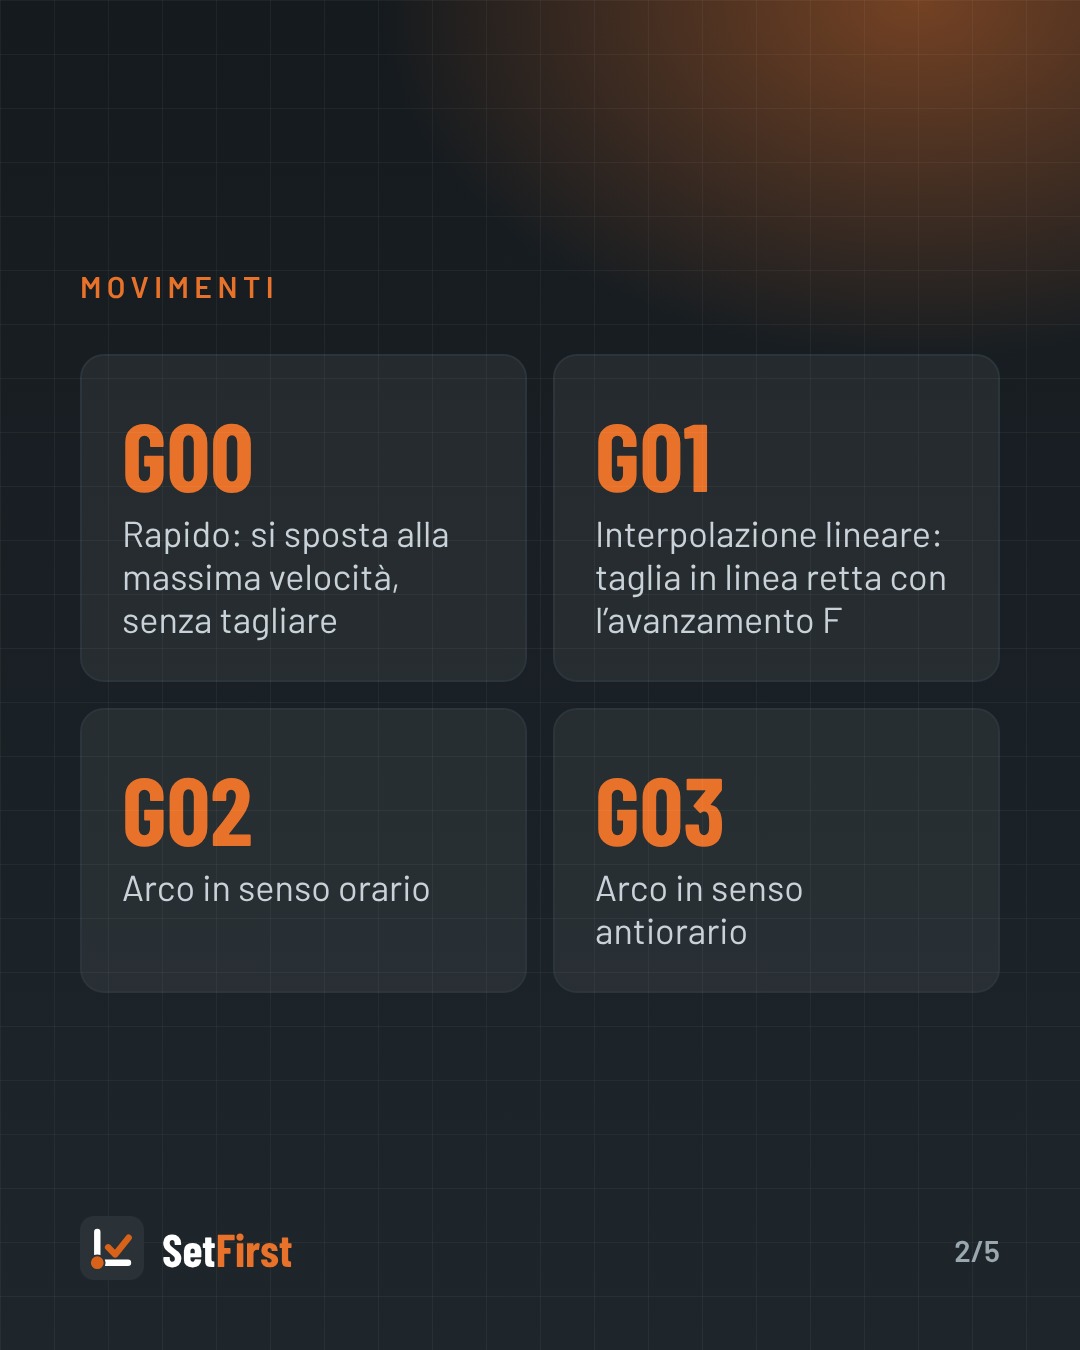 MOVIMENTI
G00
Rapido: si sposta alla
massima velocità,
senza tagliare
G01
Interpolazione lineare:
taglia in linea retta con
l’avanzamento F
G02
Arco in senso orario
G03
Arco in senso
antiorario
SetFirst
2/5